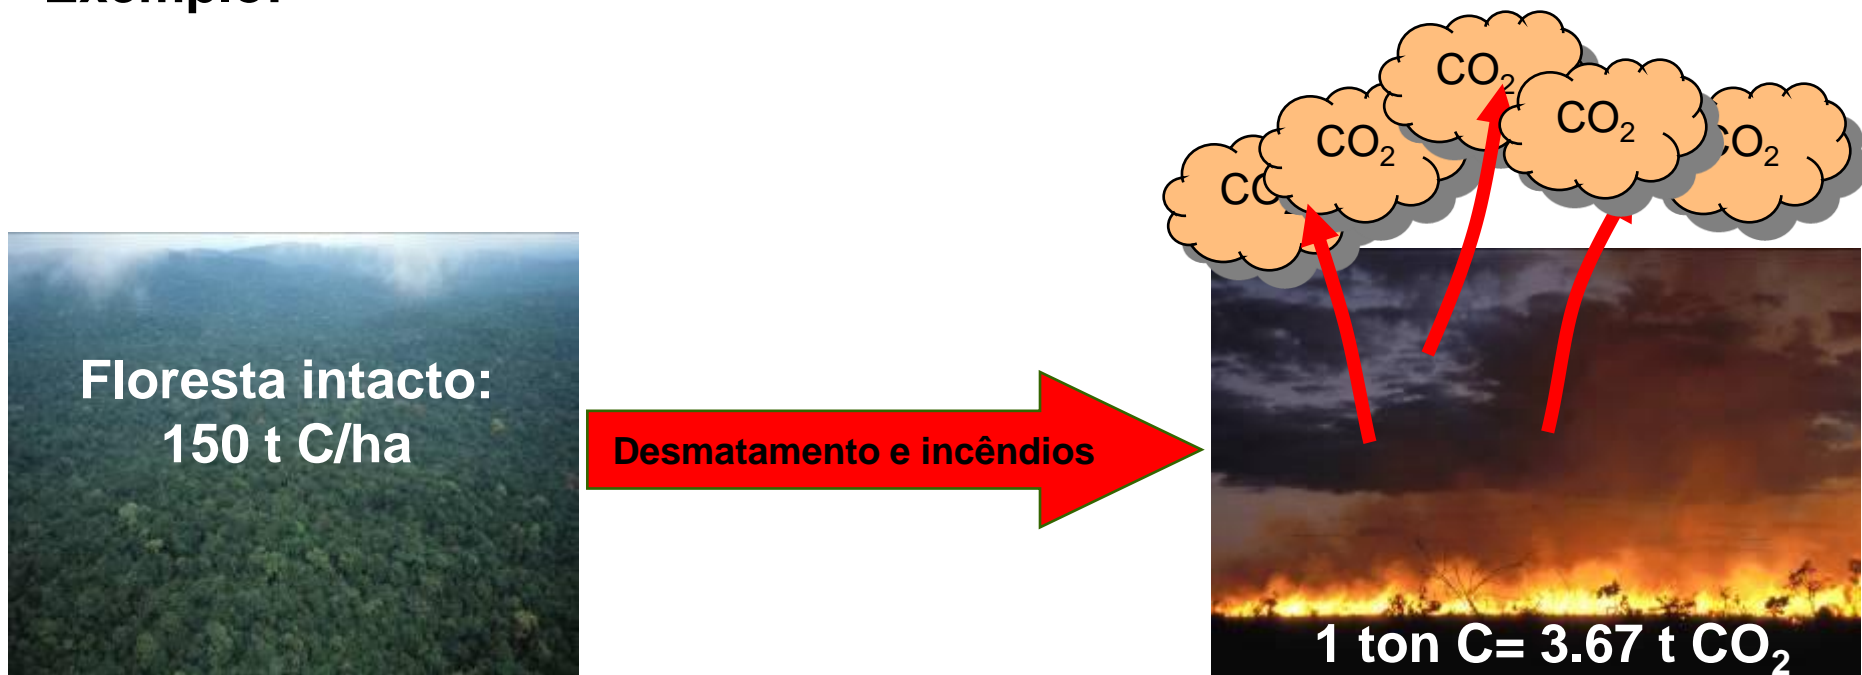 CO2
CO2
CO2
Floresta intacto:
150 t C/ha
Desmatamento e incêndios
1 ton C= 3.67 t CO2